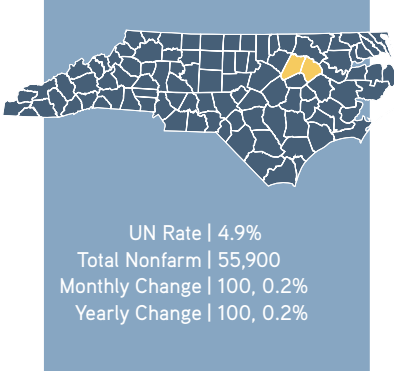 UN Rate | 4.9%
Total Nonfarm | 55,900
Monthly Change | 100, 0.2%
Yearly Change | 100, 0.2%